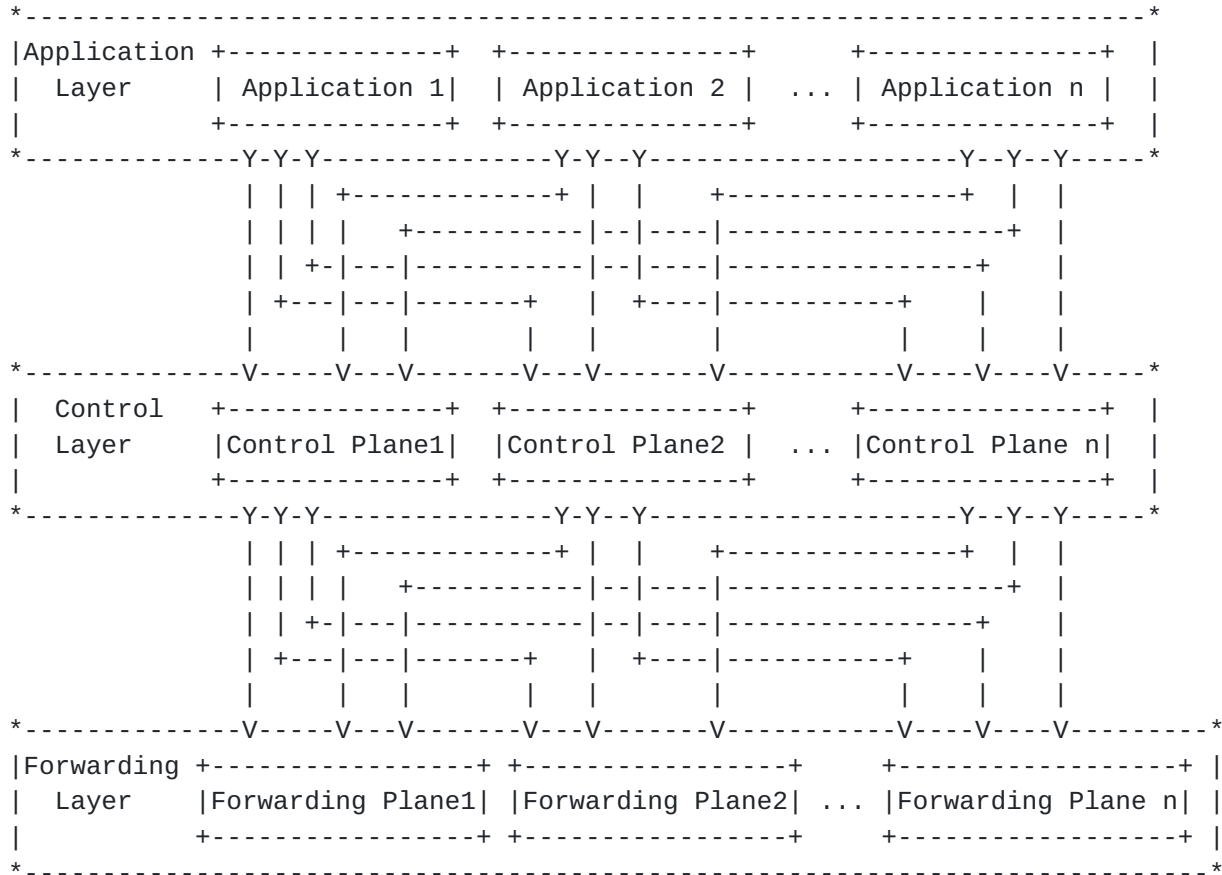 *------------------------------------------------------------------------*
|Application +--------------+  +---------------+      +---------------+  |
|  Layer     | Application 1|  | Application 2 |  ... | Application n |  |
|            +--------------+  +---------------+      +---------------+  |
*--------------Y-Y-Y---------------Y-Y--Y--------------------Y--Y--Y-----*
               | | | +-------------+ |  |    +---------------+  |  |
               | | | |   +-----------|--|----|------------------+  |
               | | +-|---|-----------|--|----|----------------+    |
               | +---|---|-------+   |  +----|-----------+    |    |
               |     |   |       |   |       |           |    |    |
*--------------V-----V---V-------V---V-------V-----------V----V----V-----*
|  Control   +--------------+  +---------------+      +---------------+  |
|  Layer     |Control Plane1|  |Control Plane2 |  ... |Control Plane n|  |
|            +--------------+  +---------------+      +---------------+  |
*--------------Y-Y-Y---------------Y-Y--Y--------------------Y--Y--Y-----*
               | | | +-------------+ |  |    +---------------+  |  |
               | | | |   +-----------|--|----|------------------+  |
               | | +-|---|-----------|--|----|----------------+    |
               | +---|---|-------+   |  +----|-----------+    |    |
               |     |   |       |   |       |           |    |    |
*--------------V-----V---V-------V---V-------V-----------V----V----V---------*
|Forwarding +-----------------+ +-----------------+     +------------------+ |
|  Layer    |Forwarding Plane1| |Forwarding Plane2| ... |Forwarding Plane n| |
|           +-----------------+ +-----------------+     +------------------+ |
*----------------------------------------------------------------------------*